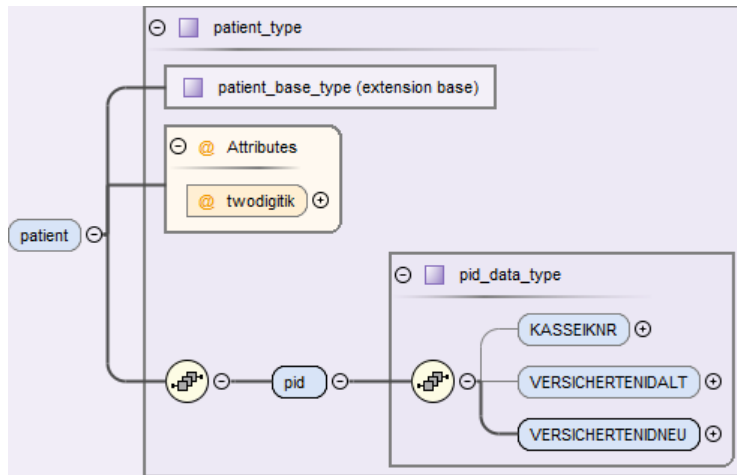 patient_type
patient_base_type (extension base)
@ Attributes
@ twodigitik
patient
pid_data_type
KASSEIKNR
pid
VERSICHERTENIDALT
VERSICHERTENIDNEU